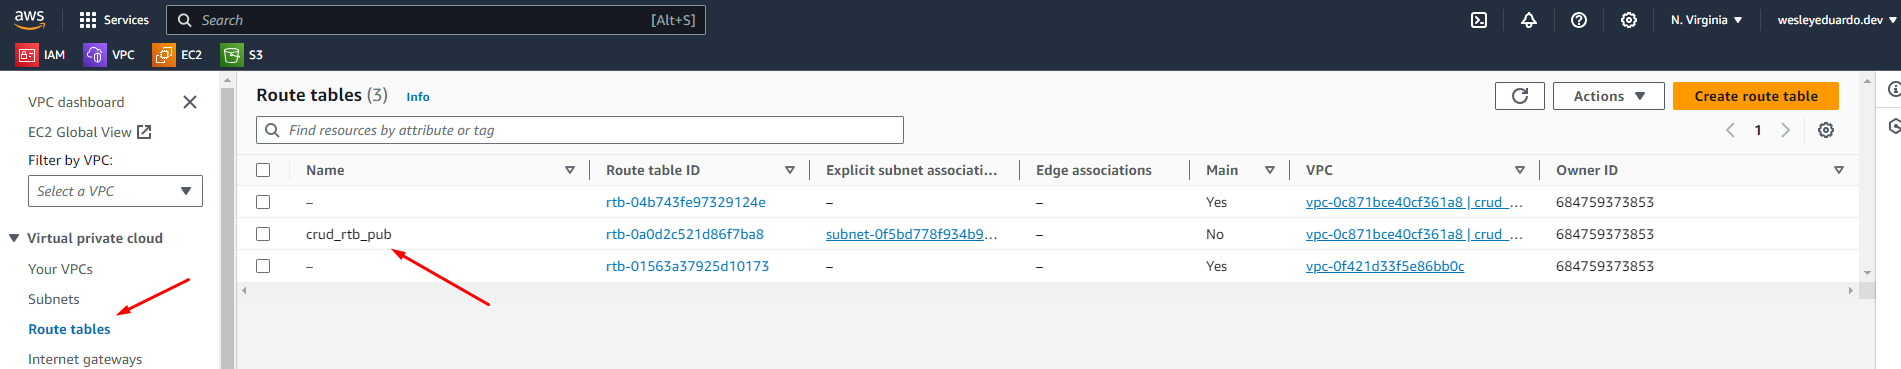 aws Services Search [Alt+S] N. Virginia wesleyeduardo.dev
IAM VPC EC2 S3
VPC dashboard
EC2 Global View
Filter by VPC:
Select a VPC
Virtual private cloud
Your VPCs
Subnets
Route tables
Internet gateways
Route tables (3) Info Actions Create route table
Find resources by attribute or tag 1
Name Route table ID Explicit subnet associati... Edge associations Main VPC Owner ID
– rtb-04b743fe97329124e – – Yes vpc-0c871bce40cf361a8 | crud_... 684759373853
crud_rtb_pub rtb-0a0d2c521d86f7ba8 subnet-0f5bd778f934b9... – No vpc-0c871bce40cf361a8 | crud_... 684759373853
– rtb-01563a37925d10173 – – Yes vpc-0f421d33f5e86bb0c 684759373853